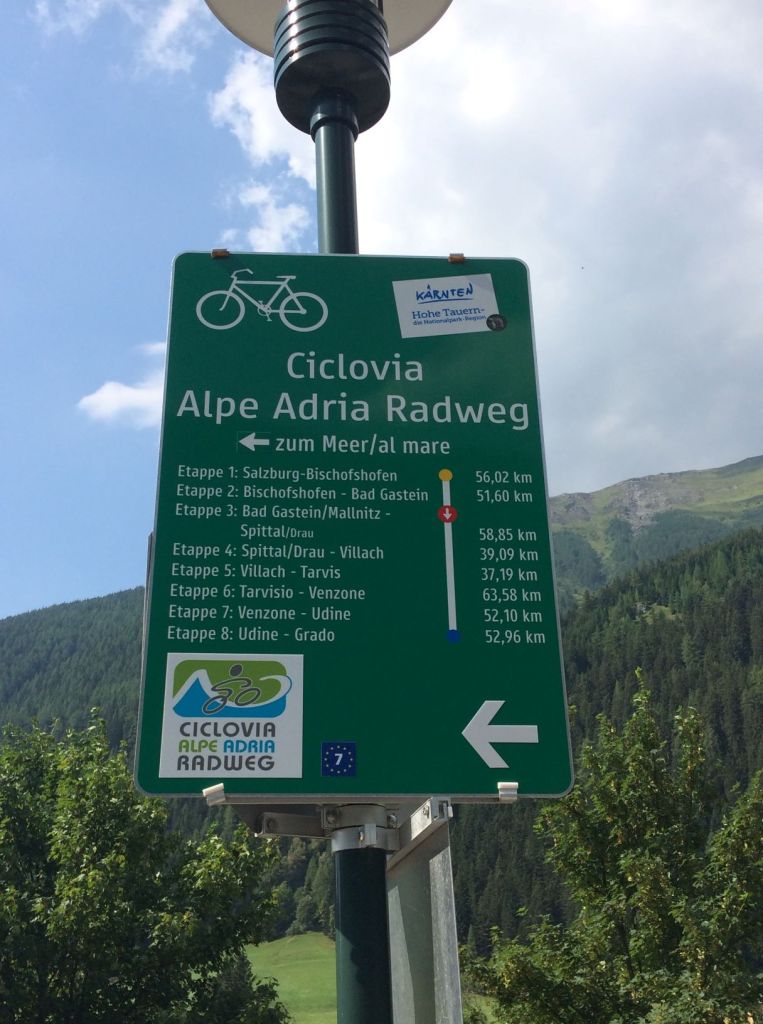 KÄRNTEN
Hohe Tauern-
die Nationalpark-Region
Ciclovia
Alpe Adria Radweg
zum Meer/al mare
Etappe 1: Salzburg-Bischofshofen 56,02 km
Etappe 2: Bischofshofen - Bad Gastein 51,60 km
Etappe 3: Bad Gastein/Mallnitz -
Spittal/Drau 58,85 km
Etappe 4: Spittal/Drau - Villach 39,09 km
Etappe 5: Villach - Tarvis 37,19 km
Etappe 6: Tarvisio - Venzone 63,58 km
Etappe 7: Venzone - Udine 52,10 km
Etappe 8: Udine - Grado 52,96 km
CICLOVIA
ALPE ADRIA
RADWEG
7